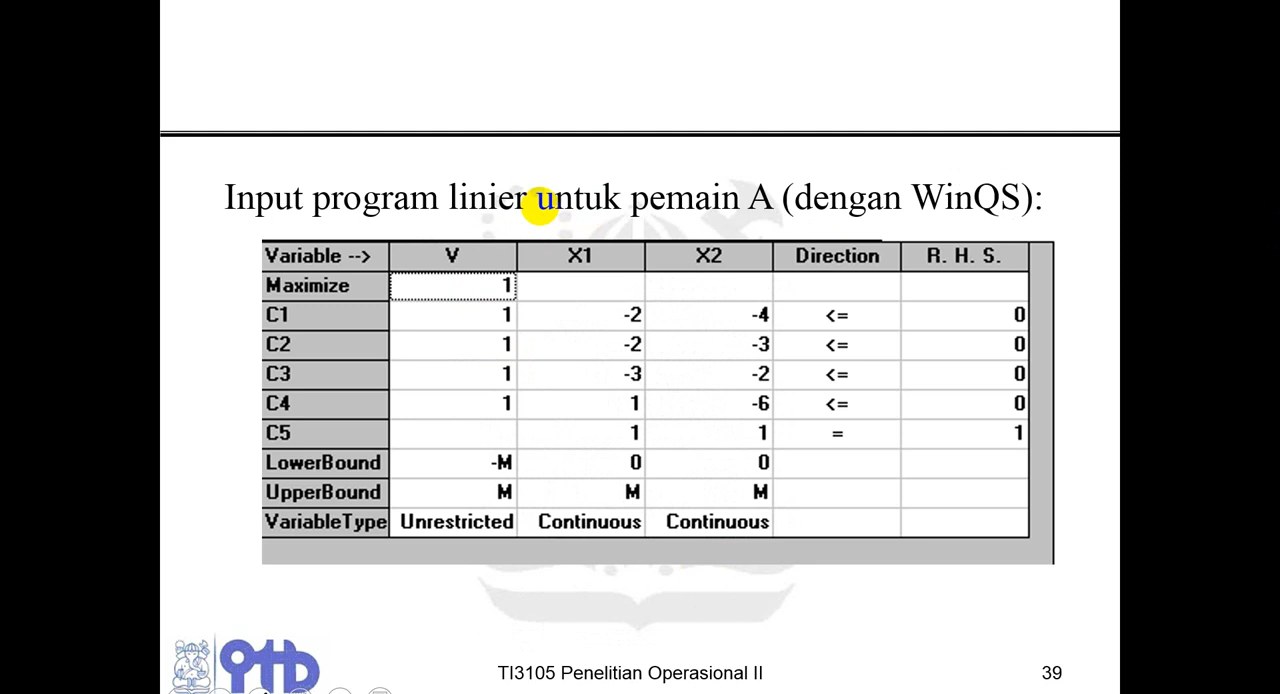 Input program linier untuk pemain A (dengan WinQS):
Variable --> V X1 X2 Direction R. H. S.
Maximize 1
C1 1 -2 -4 <= 0
C2 1 -2 -3 <= 0
C3 1 -3 -2 <= 0
C4 1 1 -6 <= 0
C5 1 1 = 1
LowerBound -M 0 0
UpperBound M M M
VariableType Unrestricted Continuous Continuous
TI3105 Penelitian Operasional II 39